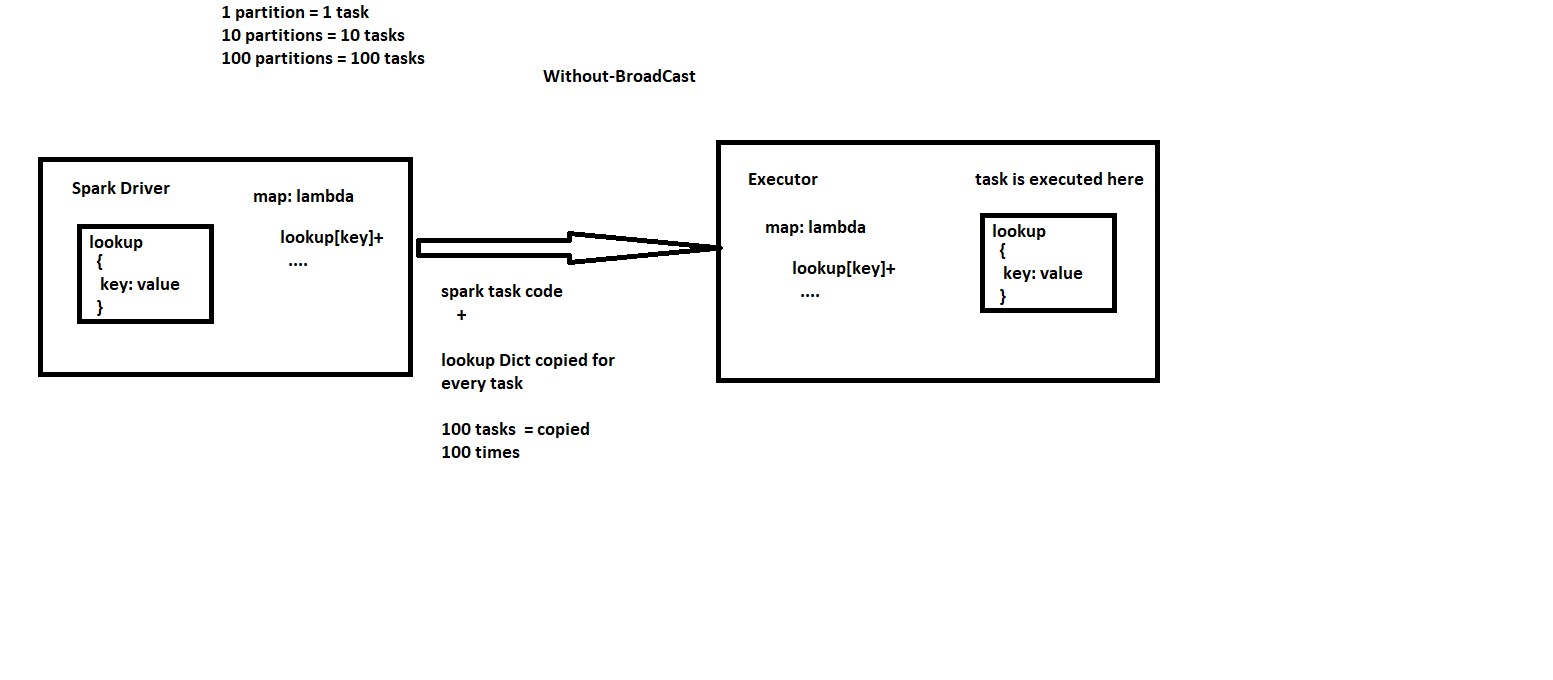 1 partition = 1 task
10 partitions = 10 tasks
100 partitions = 100 tasks
Without-BroadCast
Spark Driver
map: lambda
lookup[key]+
....
lookup
{
key: value
}
spark task code
+
lookup Dict copied for
every task
100 tasks  = copied
100 times
Executor
task is executed here
map: lambda
lookup[key]+
....
lookup
{
key: value
}